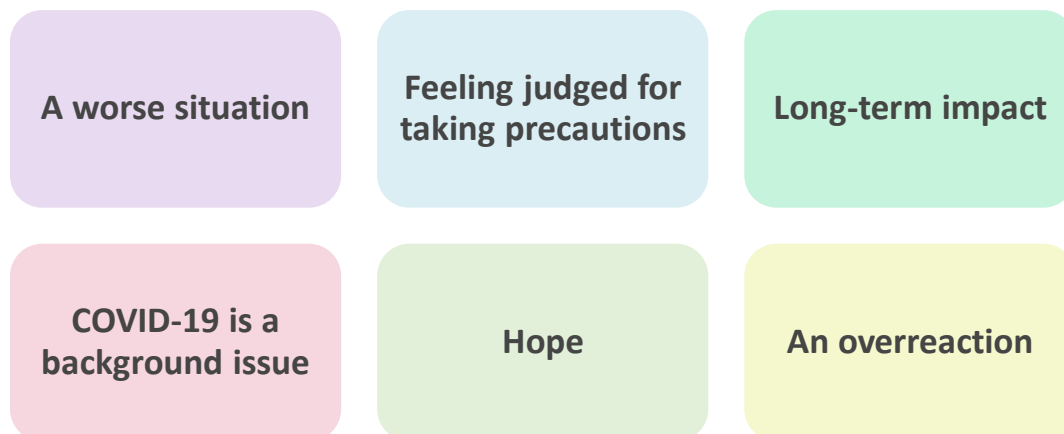 A worse situation
Feeling judged for
taking precautions
Long-term impact
COVID-19 is a
background issue
Hope
An overreaction